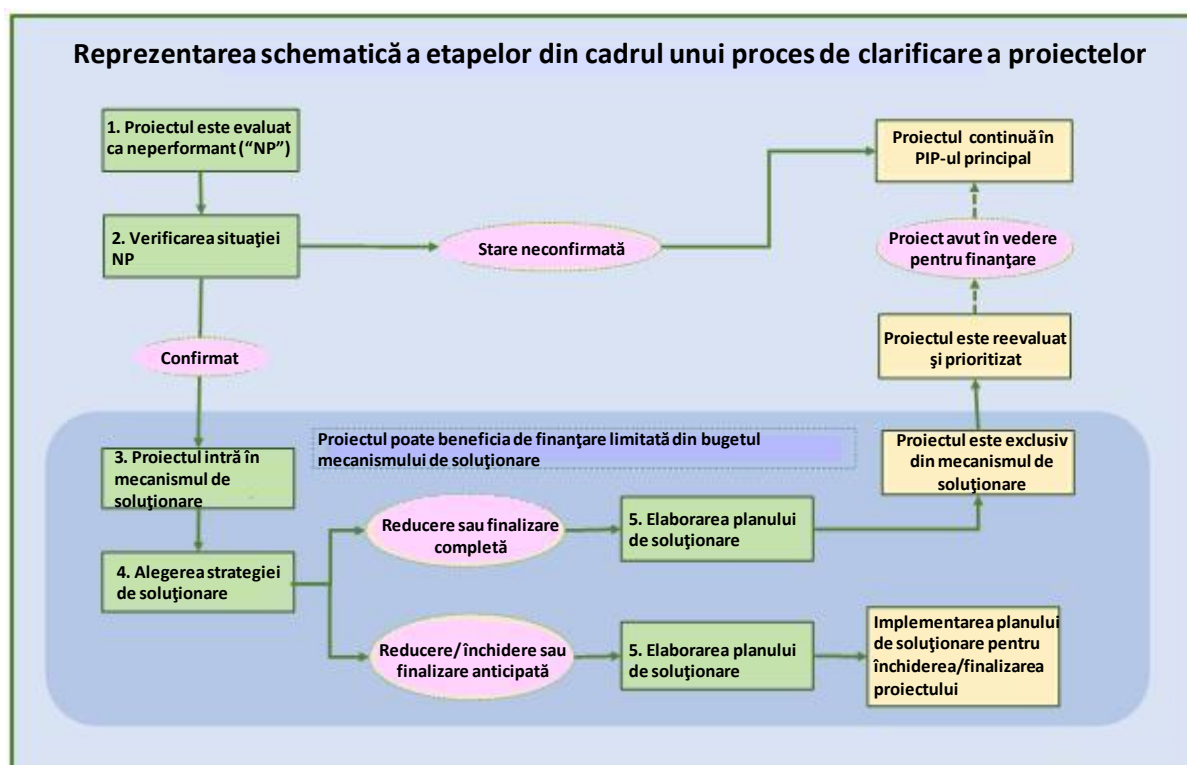 Reprezentarea schematică a etapelor din cadrul unui proces de clarificare a proiectelor
1. Proiectul este evaluat
ca neperformant (“NP”)
Proiectul continuă în
PIP-ul principal
2. Verificarea situaţiei
NP
Stare neconfirmată
Proiect avut în vedere
pentru finanţare
Confirmat
Proiectul este reevaluat
şi prioritizat
Proiectul poate beneficia de finanţare limitată din bugetul
mecanismului de soluţionare
3. Proiectul intră în
mecanismul de
soluţionare
Proiectul este exclusiv
din mecanismul de
soluţionare
Reducere sau finalizare
completă
5. Elaborarea planului
de soluţionare
4. Alegerea strategiei
de soluţionare
Reducere/închidere sau
finalizare anticipată
5. Elaborarea planului
de soluţionare
Implementarea planului
de soluţionare pentru
închiderea/finalizarea
proiectului